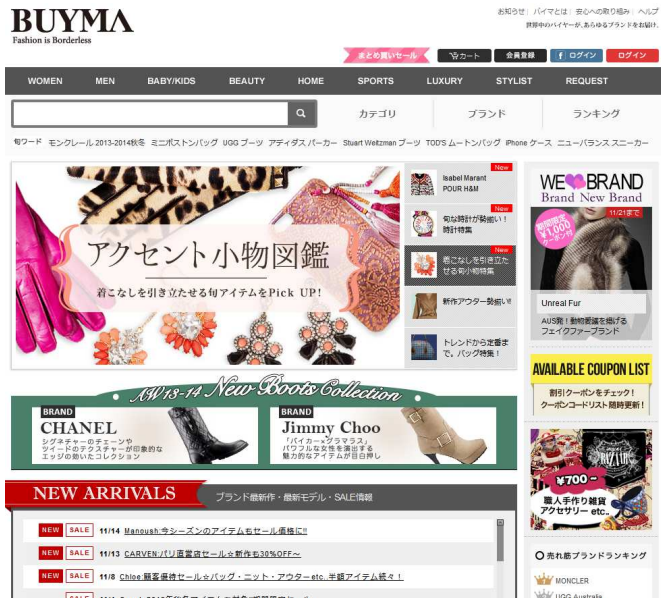 BUYMA
Fashion is Borderless
お知らせ | バイマとは | 安心への取り組み | ヘルプ
世界中のバイヤーが、あらゆるブランドをお届け。
まとめ買いセール
カート
会員登録
f ログイン
ログイン
WOMEN MEN BABY/KIDS BEAUTY HOME SPORTS LUXURY STYLIST REQUEST
カテゴリ ブランド ランキング
旬ワード モンクレール 2013-2014秋冬 ミニボストンバッグ UGG ブーツ アディダス パーカー Stuart Weitzman ブーツ TOD'S ムートンバッグ iPhone ケース ニューバランス スニーカー
アクセント小物図鑑
着こなしを引き立たせる旬アイテムをPick UP!
New
Isabel Marant
POUR H&M
New
旬な時計が勢揃い!
時計特集
New
着こなしを引き立た
せる旬小物特集
新作アウター勢揃い!!
トレンドから定番ま
で。バッグ特集!
WE BRAND
Brand New Brand
11/21まで
期間限定
¥1,000
クーポン付
Unreal Fur
AUS発!動物愛護を掲げる
フェイクファーブランド
AVAILABLE COUPON LIST
割引クーポンをチェック!
クーポンコードリスト随時更新!
AW13-14 New Boots Collection
BRAND
CHANEL
シグネチャーのチェーンや
ツイードのテクスチャーが印象的な
エッジの効いたコレクション
BRAND
Jimmy Choo
「バイカー×グラマラス」
パワフルな女性を演出する
魅力的なアイテムが目白押し
BAZAAR
¥700～
職人手作り雑貨
アクセサリー etc..
NEW ARRIVALS
ブランド最新作・最新モデル・SALE情報
NEW SALE 11/14 Manoush:今シーズンのアイテムもセール価格に!!
NEW SALE 11/13 CARVEN:パリ直営店セール☆新作も30%OFF～
NEW SALE 11/8 Chloe:顧客優待セール☆バッグ・ニット・アウターetc..半額アイテム続々!
SALE
売れ筋ブランドランキング
MONCLER
UGG Australia